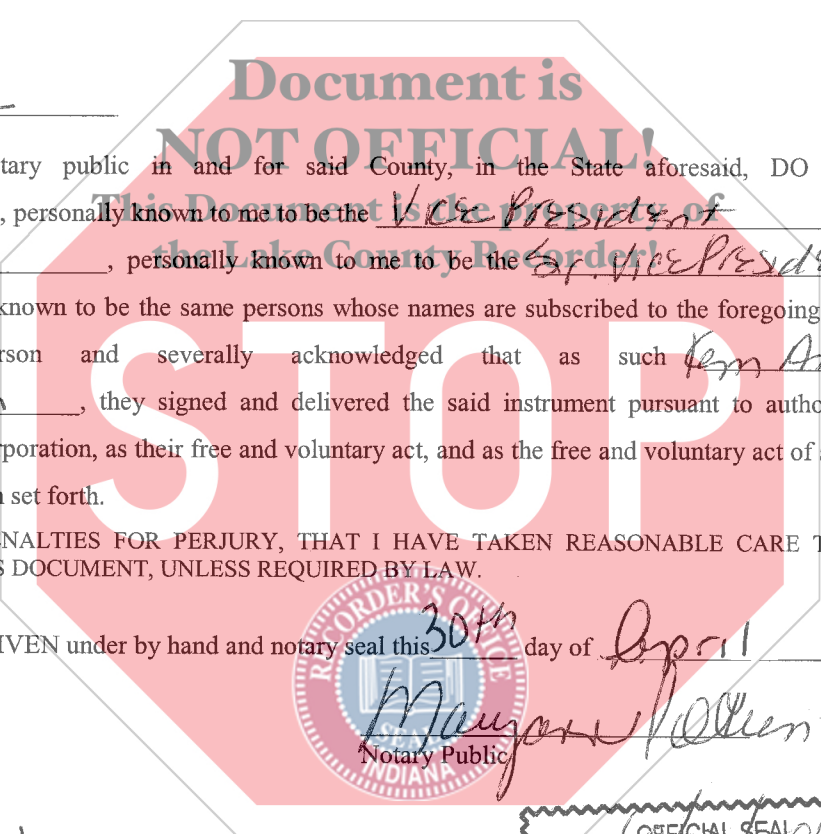 Document is
NOT OFFICIAL!
This Document is the property of
the Lake County Recorder!
STOP
tary public in and for said County, in the State aforesaid, DO
, personally known to me to be the Vice President
, personally known to me to be the Sr. Vice Preside
known to be the same persons whose names are subscribed to the foregoing
rson and severally acknowledged that as such
, they signed and delivered the said instrument pursuant to autho
rporation, as their free and voluntary act, and as the free and voluntary act of
n set forth.
NALTIES FOR PERJURY, THAT I HAVE TAKEN REASONABLE CARE T
S DOCUMENT, UNLESS REQUIRED BY LAW.
RECORDER'S OFFICE
SEAL
INDIANA
IVEN under by hand and notary seal this 30th day of April
Notary Public
OFFICIAL SEAL